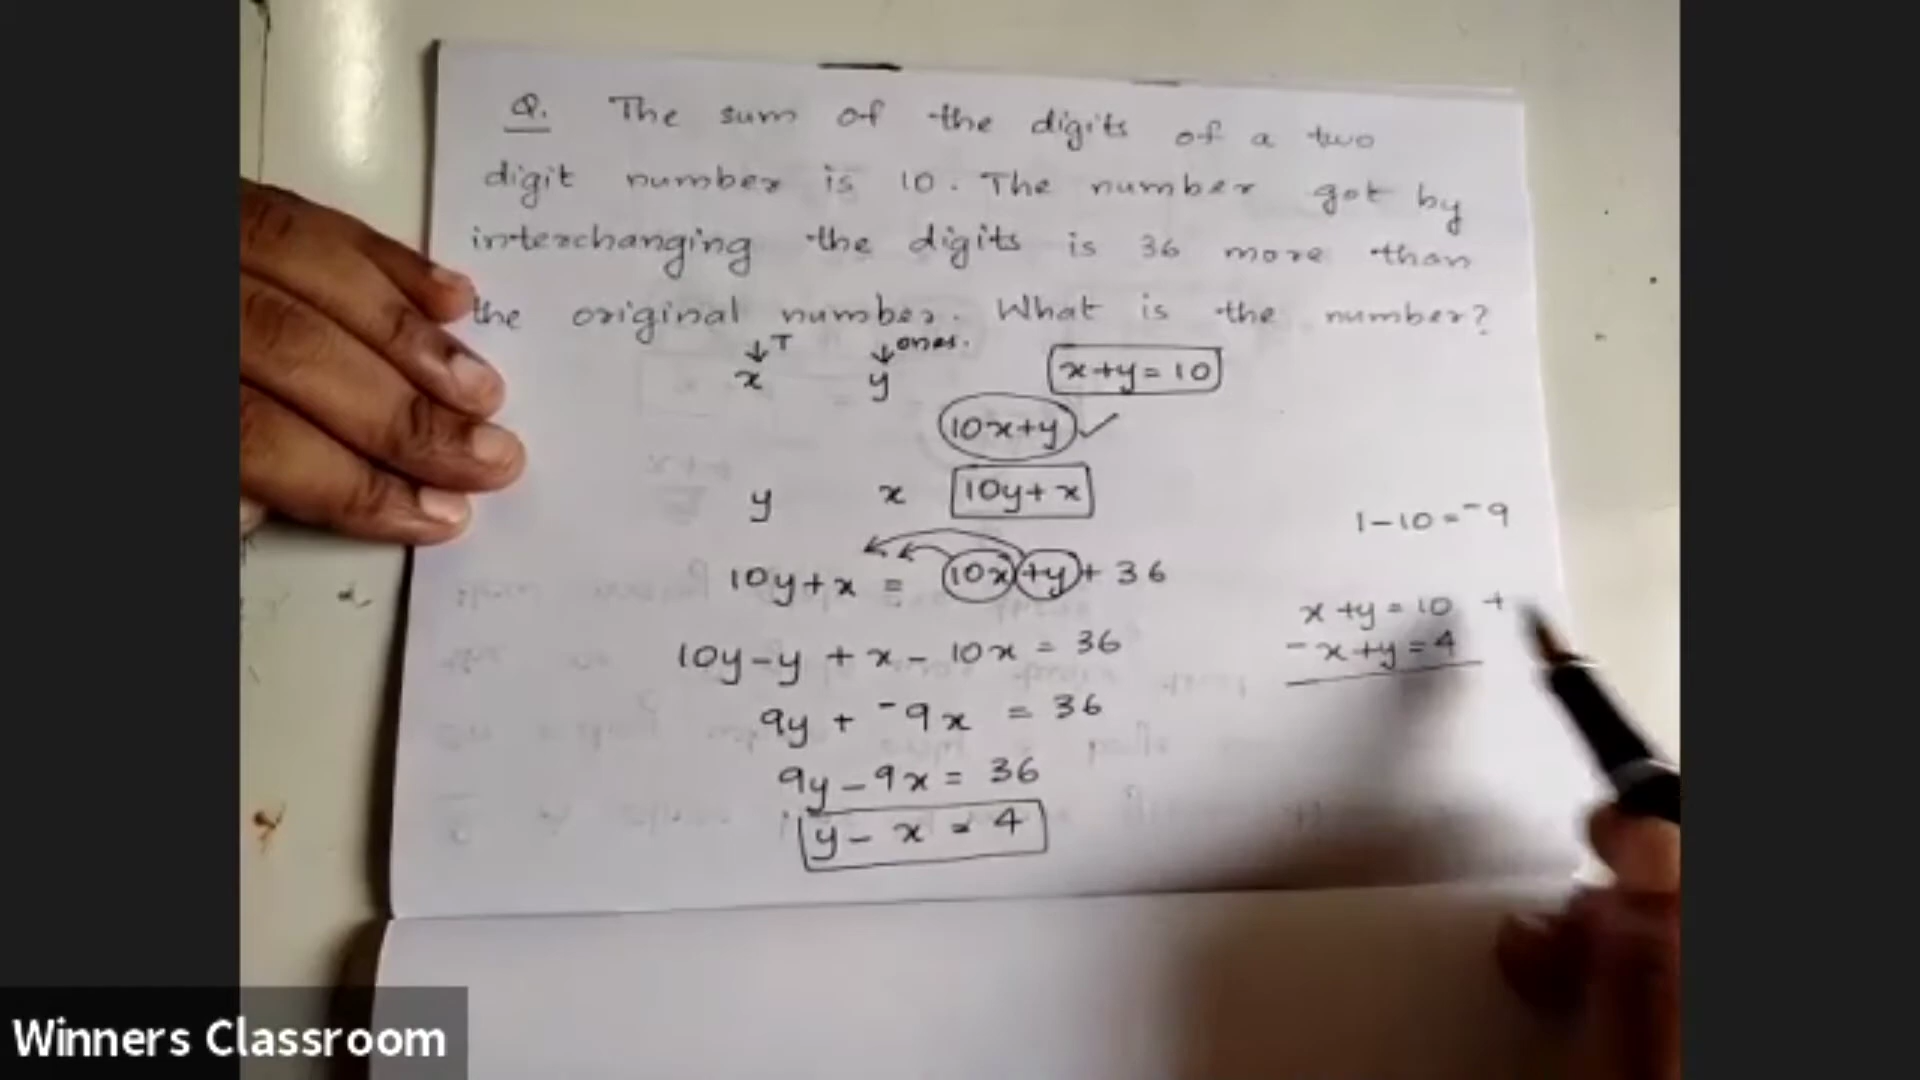 Q. The sum of the digits of a two
digit number is 10. The number got by
interchanging the digits is 36 more than
the original number. What is the number?
↓T ↓ones.
x y x+y=10
10x+y ✓
y x 10y+x
1-10=⁻9
10y+x = 10x+y+36
x+y=10 +
-x+y=4
10y-y+x-10x=36
9y+⁻9x=36
9y-9x=36
y-x=4
Winners Classroom